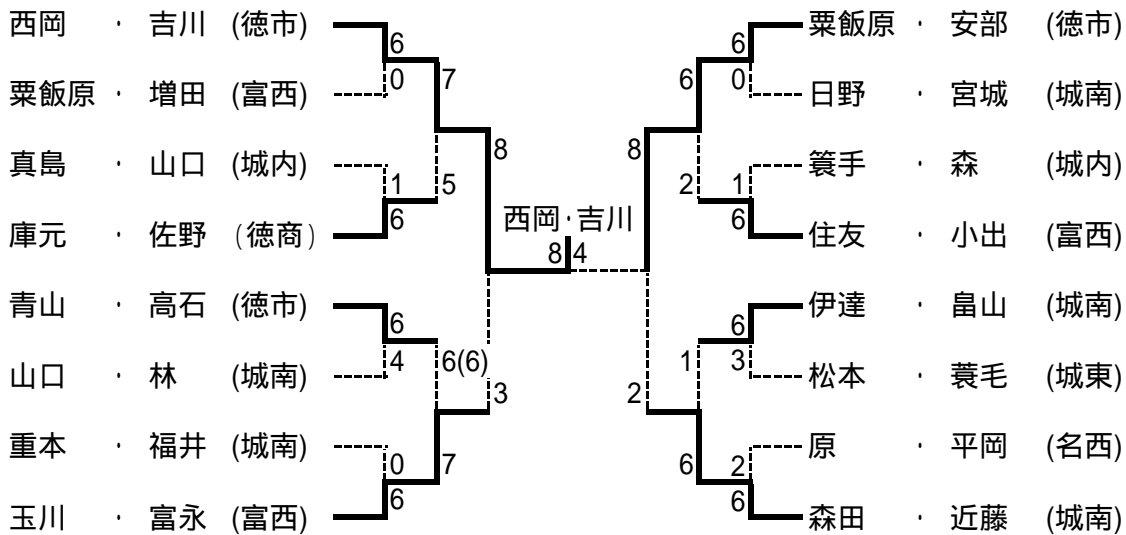 西岡 ・ 吉川 (徳市) 粟飯原 ・ 安部 (徳市)
6 6
0 7 6 0
粟飯原 ・ 増田 (富西) 日野 ・ 宮城 (城南)
8 8
真島 ・ 山口 (城内) 簑手 ・ 森 (城内)
1 5 2 1
6 6
庫元 ・ 佐野 (徳商) 西岡・吉川 住友 ・ 小出 (富西)
8 4
青山 ・ 高石 (徳市) 伊達 ・ 畠山 (城南)
6 6
4 6(6) 1 3
山口 ・ 林 (城南) 松本 ・ 蓑毛 (城東)
3 2
重本 ・ 福井 (城南) 原 ・ 平岡 (名西)
0 7 6 2
6 6
玉川 ・ 富永 (富西) 森田 ・ 近藤 (城南)